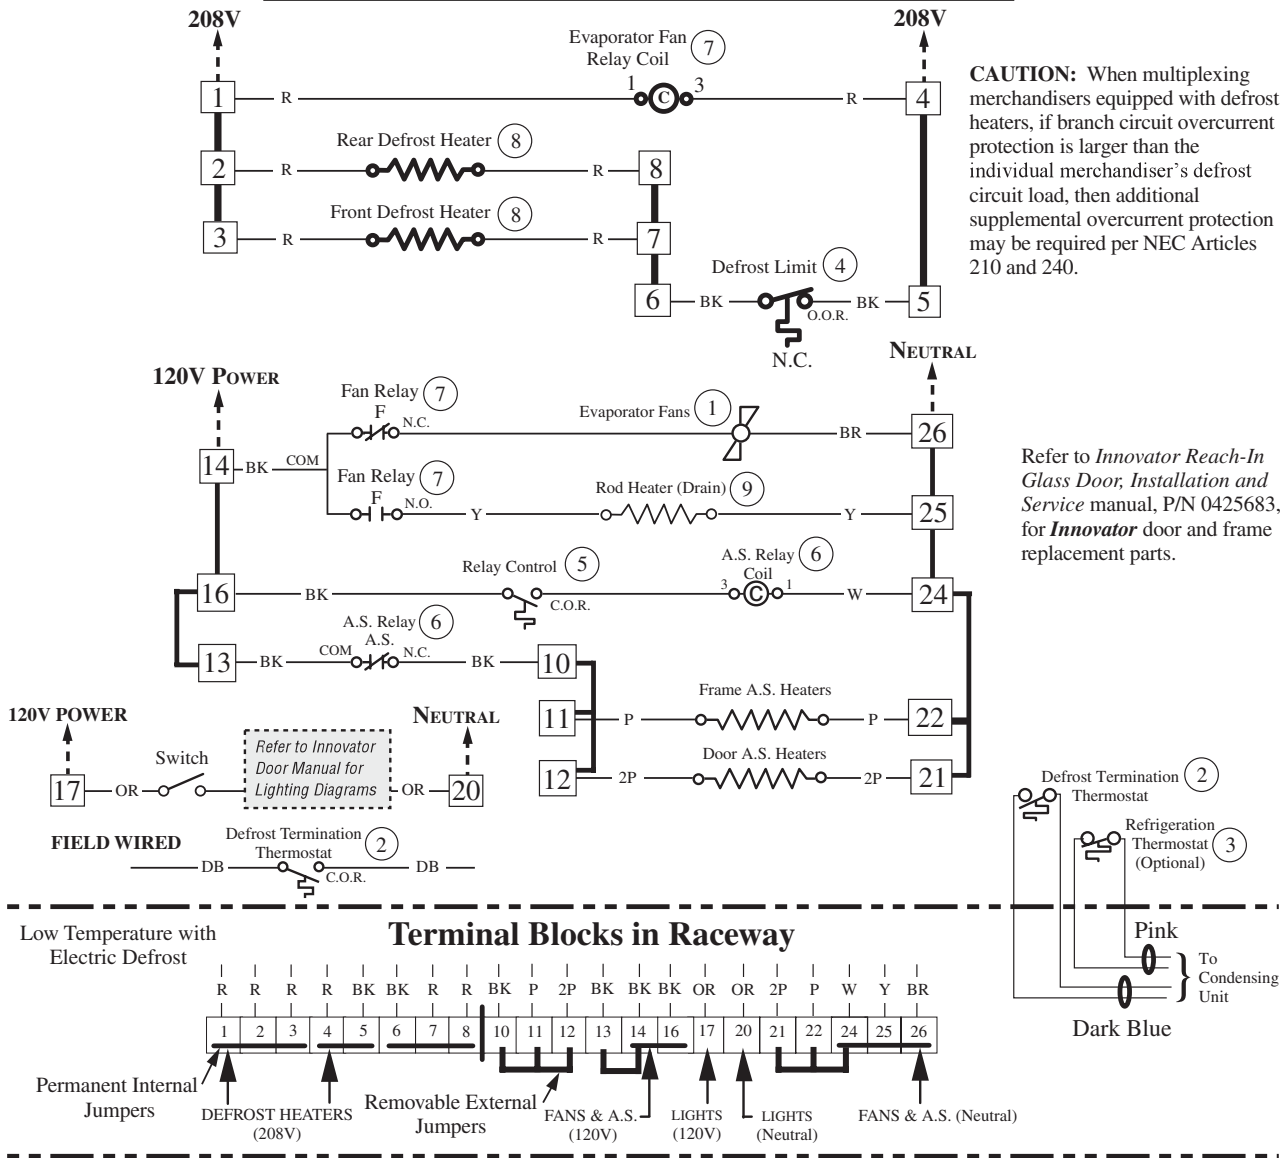 208V
208V
Evaporator Fan
Relay Coil
7
1
C
3
1
R
R
4
CAUTION: When multiplexing
merchandisers equipped with defrost
heaters, if branch circuit overcurrent
protection is larger than the
individual merchandiser's defrost
circuit load, then additional
supplemental overcurrent protection
may be required per NEC Articles
210 and 240.
Rear Defrost Heater
8
2
R
R
8
Front Defrost Heater
8
3
R
R
7
Defrost Limit
4
6
BK
BK
5
O.O.R.
N.C.
NEUTRAL
120V POWER
Fan Relay
7
F
N.C.
Evaporator Fans
1
BR
26
14
BK
COM
Fan Relay
7
F
N.O.
Y
Rod Heater (Drain)
9
Y
25
Refer to Innovator Reach-In
Glass Door, Installation and
Service manual, P/N 0425683,
for Innovator door and frame
replacement parts.
Relay Control
5
A.S. Relay
Coil
6
16
BK
C.O.R.
3
C
1
W
24
A.S. Relay
6
A.S.
13
BK
COM
N.C.
BK
10
Frame A.S. Heaters
11
P
P
22
Door A.S. Heaters
12
2P
2P
21
120V POWER
NEUTRAL
Switch
Refer to Innovator
Door Manual for
Lighting Diagrams
17
OR
OR
20
FIELD WIRED
Defrost Termination
Thermostat
2
DB
C.O.R.
DB
Defrost Termination
Thermostat
2
Refrigeration
Thermostat
(Optional)
3
Pink
To
Condensing
Unit
Dark Blue
Low Temperature with
Electric Defrost
Terminal Blocks in Raceway
R R R R BK BK R R BK P 2P BK BK BK OR OR 2P P W Y BR
1 2 3 4 5 6 7 8 10 11 12 13 14 16 17 20 21 22 24 25 26
Permanent Internal
Jumpers
DEFROST HEATERS
(208V)
Removable External
Jumpers
FANS & A.S.
(120V)
LIGHTS
(120V)
LIGHTS
(Neutral)
FANS & A.S. (Neutral)